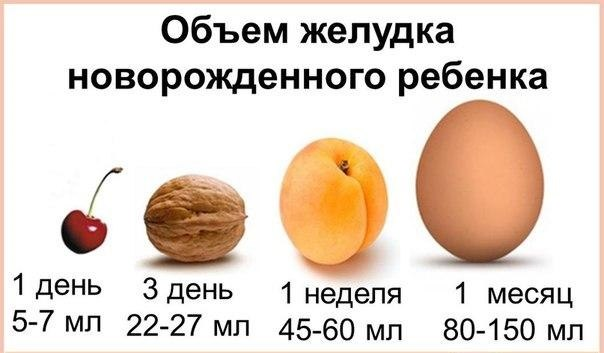 Объем желудка
новорожденного ребенка
1 день
3 день
1 неделя
1 месяц
5-7 мл
22-27 мл
45-60 мл
80-150 мл